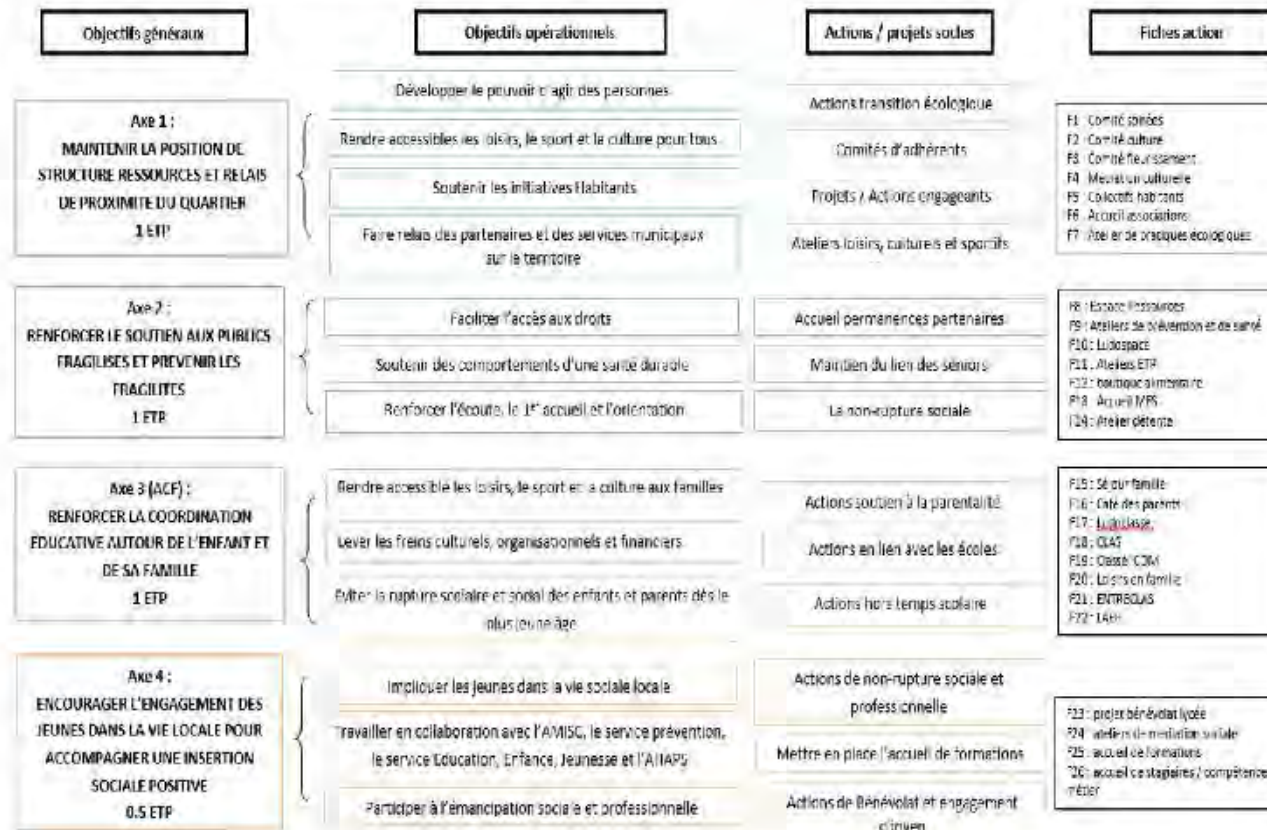 Objectifs généraux
Objectifs opérationnels
Actions / projets socles
Fiches action
Axe 1 :
MAINTENIR LA POSITION DE
STRUCTURE RESSOURCES ET RELAIS
DE PROXIMITE DU QUARTIER
1 ETP
Développer le pouvoir d'agir des personnes
Rendre accessibles les loisirs, le sport et la culture pour tous
Soutenir les initiatives Habitants
Faire relais des partenaires et des services municipaux
sur le territoire
Actions transition écologique
Comités d'adhérents
Projets / Actions engageants
Ateliers loisirs, culturels et sportifs
F1 : Comité soirées
F2 : Comité culture
F3 : Comité fleurissement
F4 : Médiation culturelle
F5 : Collectifs habitants
F6 : Accueil associations
F7 : Atelier de pratiques écologiques
Axe 2 :
RENFORCER LE SOUTIEN AUX PUBLICS
FRAGILISES ET PREVENIR LES
FRAGILITES
1 ETP
Faciliter l'accès aux droits
Soutenir des comportements d'une santé durable
Renforcer l'écoute, le 1er accueil et l'orientation
Accueil permanences partenaires
Maintien du lien des séniors
La non-rupture sociale
F8 : Espace Ressources
F9 : Ateliers de prévention et de santé
F10 : Ludospace
F11 : Ateliers ETP
F12 : boutique alimentaire
F13 : Accueil MFS
F14 : Atelier détente
Axe 3 (ACF) :
RENFORCER LA COORDINATION
EDUCATIVE AUTOUR DE L'ENFANT ET
DE SA FAMILLE
1 ETP
Rendre accessible les loisirs, le sport et la culture aux familles
Lever les freins culturels, organisationnels et financiers
Eviter la rupture scolaire et social des enfants et parents dès le
plus jeune âge
Actions soutien à la parentalité
Actions en lien avec les écoles
Actions hors temps scolaire
F15 : Séjour famille
F16 : Café des parents
F17 : Ludoclasse
F18 : CLAS
F19 : Classe CDM
F20 : Loisirs en famille
F21 : ENTRECLAS
F22 : LAEP
Axe 4 :
ENCOURAGER L'ENGAGEMENT DES
JEUNES DANS LA VIE LOCALE POUR
ACCOMPAGNER UNE INSERTION
SOCIALE POSITIVE
0.5 ETP
Impliquer les jeunes dans la vie sociale locale
Travailler en collaboration avec l'AMISC, le service prévention,
le service Education, Enfance, Jeunesse et
Participer à l'émancipation sociale et professionnelle
Actions de non-rupture sociale et
professionnelle
Mettre en place l'accueil de formations
Actions de Bénévolat et engagement
citoyen
F23 : projet bénévolat lycée
F24 : ateliers de médiation sociale
F25 : accueil de formations
F26 : accueil de stagiaires / compétence
métier